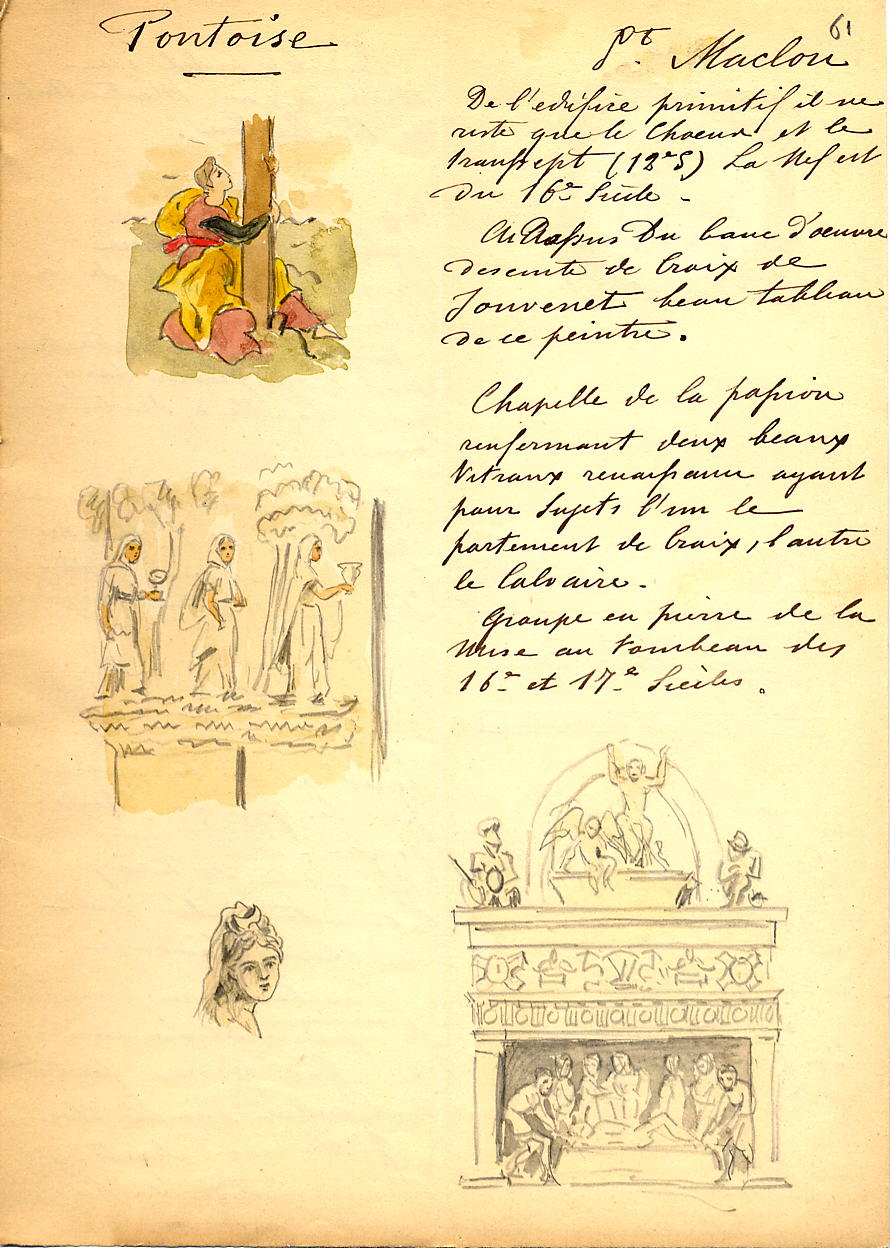 Pontoise
61
St. Maclou
De l'édifice primitif il ne
reste que le Choeur et le
transept (12e S) La Nef est
du 16e Siècle.
Au Dessus Du banc d'oeuvre
descente de Croix de
Jouvenet beau tableau
de ce peintre.
Chapelle de la passion
renfermant deux beaux
Vitraux renaissance ayant
pour Sujets l'un le
portement de Croix, l'autre
le Calvaire.
Groupe en pierre de la
Mise au Tombeau des
16e et 17e Siècles.